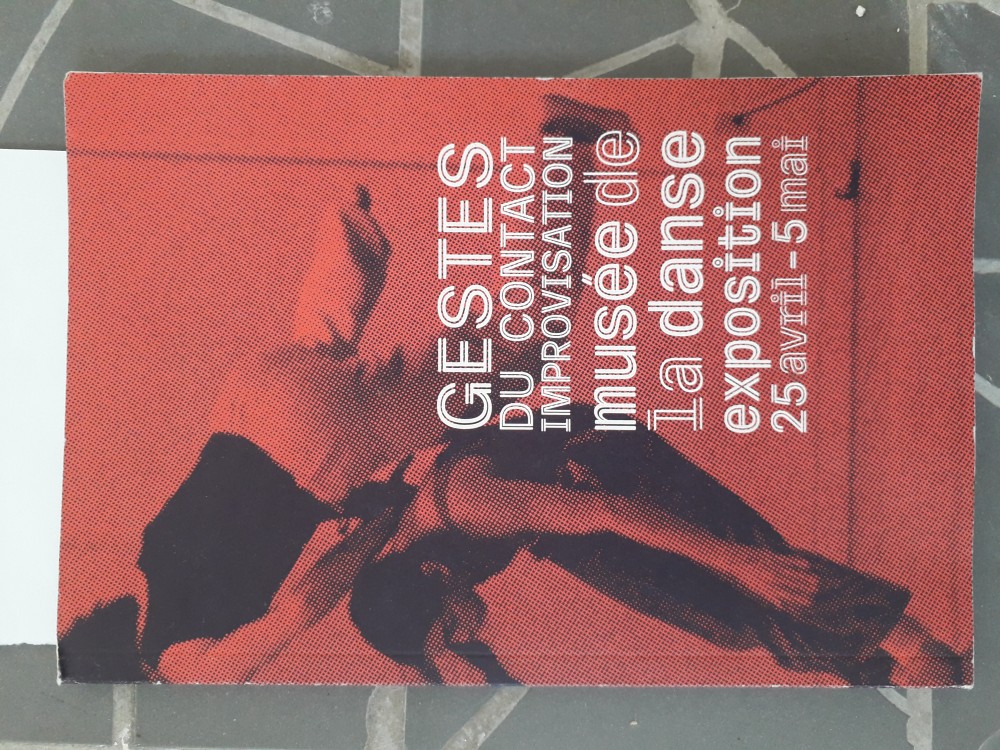 GESTES
DU CONTACT
IMPROVISATION
musée de
la danse
exposition
25 avril - 5 mai